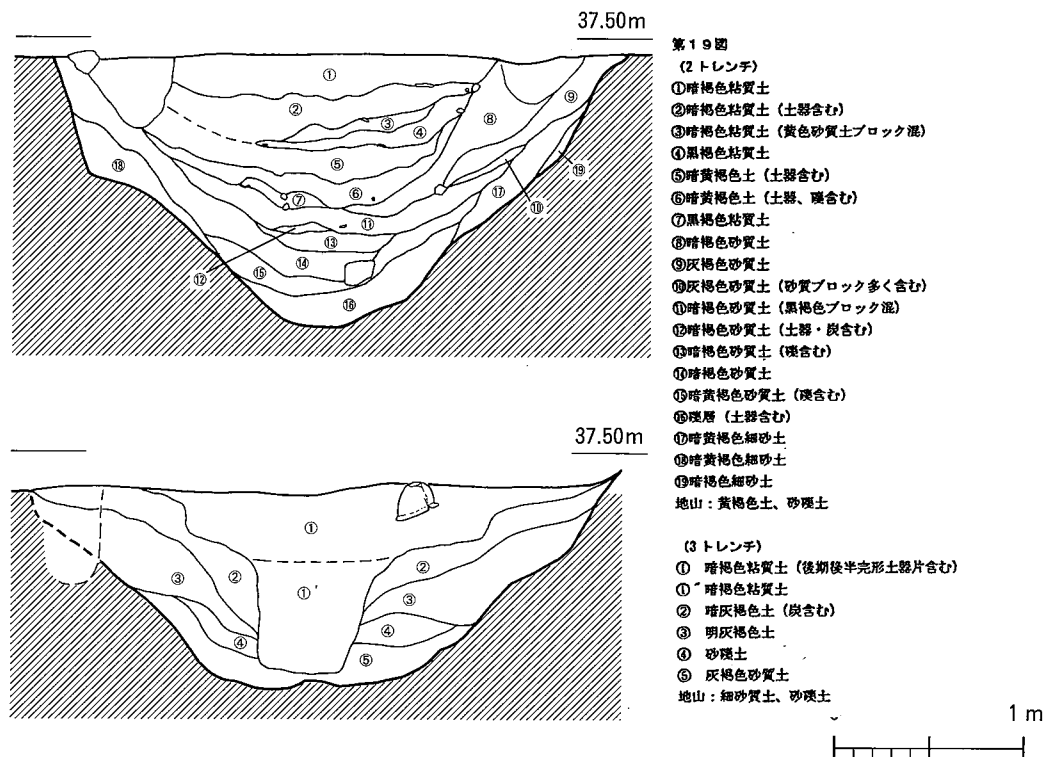 37.50m
① ② ③ ④ ⑤ ⑥ ⑦ ⑧ ⑨ ⑩ ⑪ ⑫ ⑬ ⑭ ⑮ ⑯ ⑰ ⑱ ⑲
第19図
(2トレンチ)
①暗褐色粘質土
②暗褐色粘質土(土器含む)
③暗褐色粘質土(黄色砂質土ブロック混)
④黒褐色粘質土
⑤暗黄褐色土(土器含む)
⑥暗黄褐色土(土器、礫含む)
⑦黒褐色粘質土
⑧暗褐色砂質土
⑨灰褐色砂質土
⑩灰褐色砂質土(砂質ブロック多く含む)
⑪暗褐色砂質土(黒褐色ブロック混)
⑫暗褐色砂質土(土器・炭含む)
⑬暗褐色砂質土(礫含む)
⑭暗褐色砂質土
⑮暗黄褐色砂質土(礫含む)
⑯礫層(土器含む)
⑰暗黄褐色細砂土
⑱暗黄褐色細砂土
⑲暗褐色細砂土
地山:黄褐色土、砂礫土
37.50m
① ② ③ ④ ①´ ② ③ ④ ⑤
(3トレンチ)
① 暗褐色粘質土(後期後半完形土器片含む)
①´暗褐色粘質土
② 暗灰褐色土(炭含む)
③ 明灰褐色土
④ 砂礫土
⑤ 灰褐色砂質土
地山:細砂質土、砂礫土
1 m